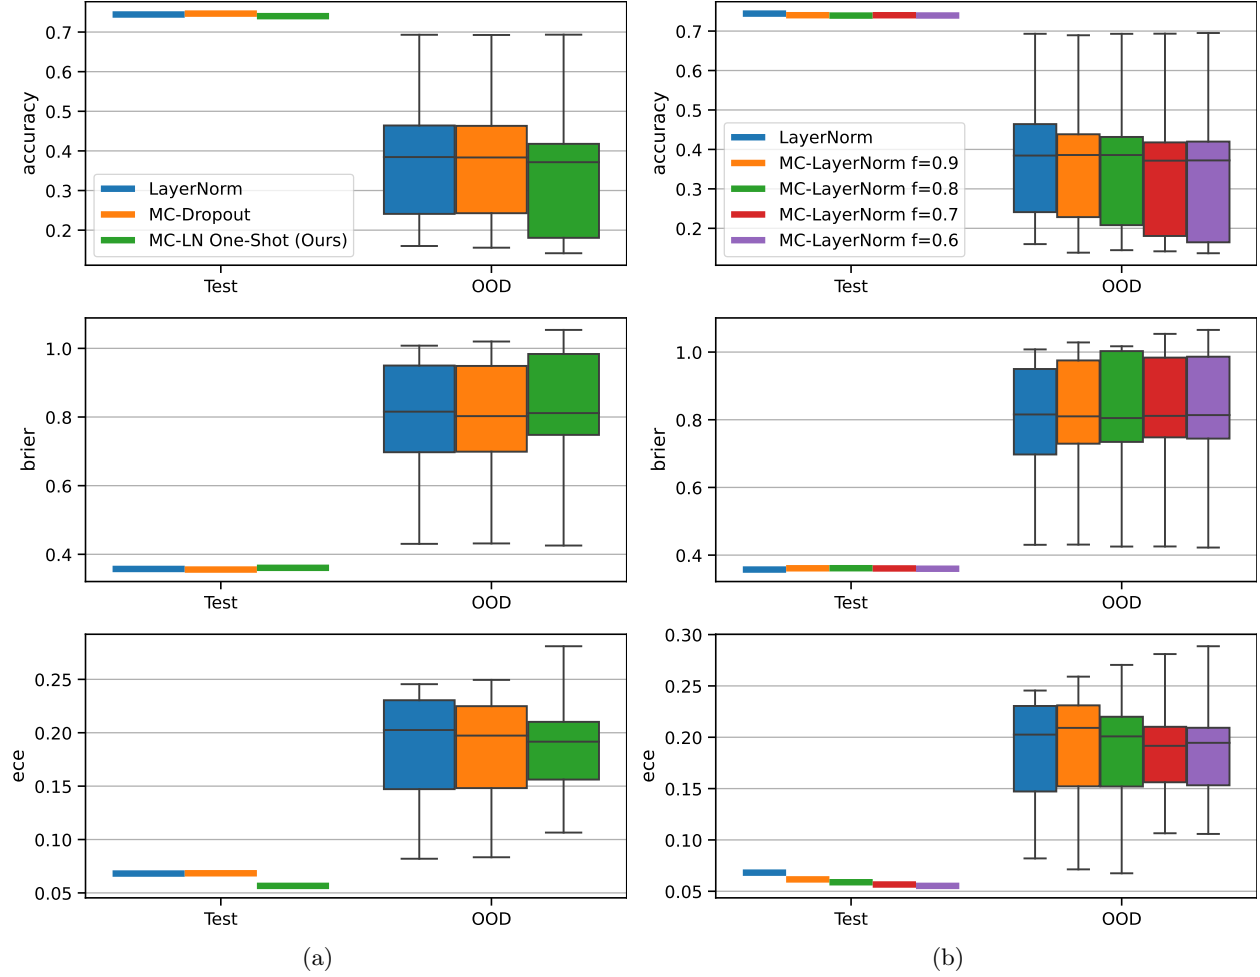 accuracy
0.7
0.6
0.5
0.4
0.3
0.2
LayerNorm
MC-Dropout
MC-LN One-Shot (Ours)
Test
OOD
brier
1.0
0.8
0.6
0.4
Test
OOD
ece
0.25
0.20
0.15
0.10
0.05
Test
OOD
(a)
accuracy
0.7
0.6
0.5
0.4
0.3
0.2
LayerNorm
MC-LayerNorm f=0.9
MC-LayerNorm f=0.8
MC-LayerNorm f=0.7
MC-LayerNorm f=0.6
Test
OOD
brier
1.0
0.8
0.6
0.4
Test
OOD
ece
0.30
0.25
0.20
0.15
0.10
0.05
Test
OOD
(b)